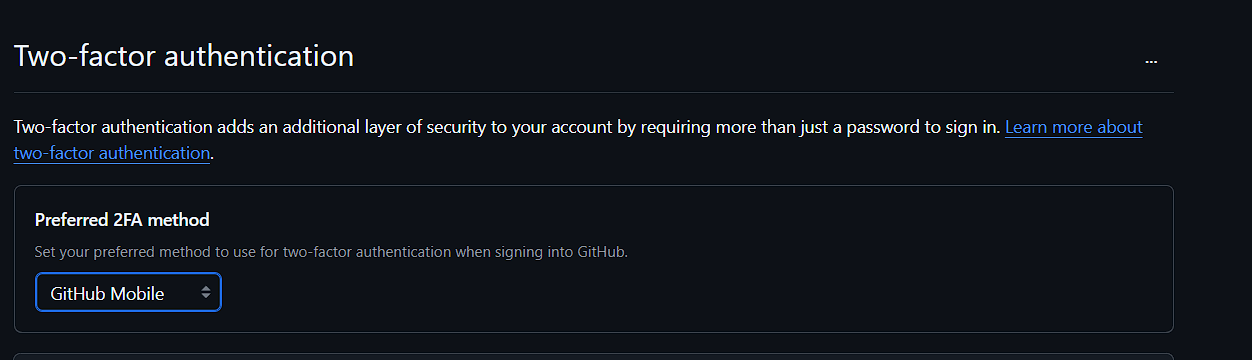 Two-factor authentication
...
Two-factor authentication adds an additional layer of security to your account by requiring more than just a password to sign in. Learn more about
two-factor authentication.
Preferred 2FA method
Set your preferred method to use for two-factor authentication when signing into GitHub.
GitHub Mobile